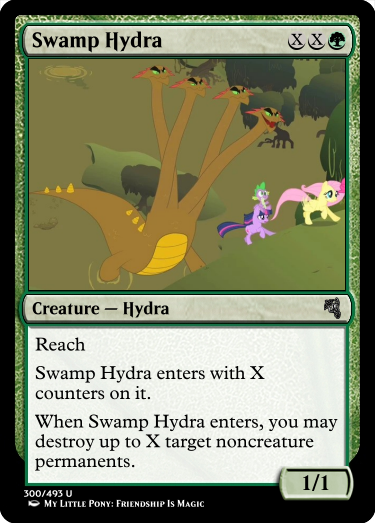 Swamp Hydra X X
Creature — Hydra
Reach
Swamp Hydra enters with X
counters on it.
When Swamp Hydra enters, you may
destroy up to X target noncreature
permanents.
1/1
300/493 U
My Little Pony: Friendship Is Magic